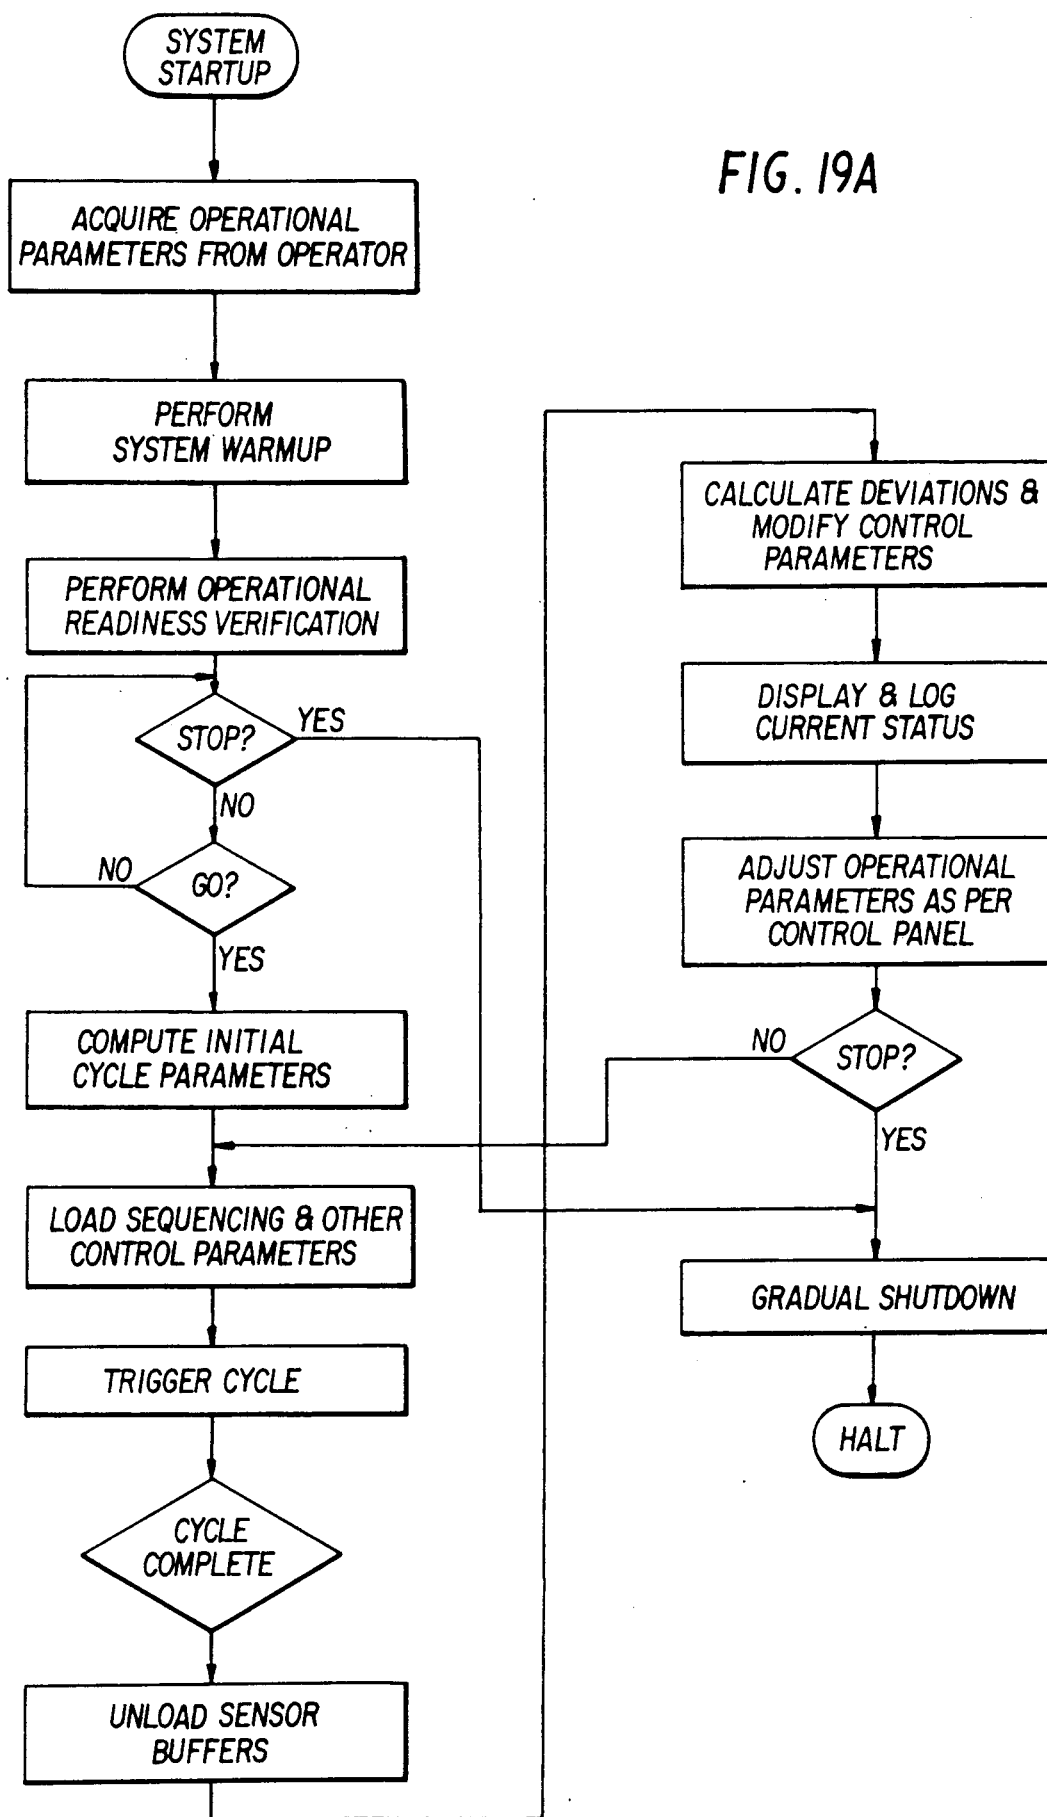 SYSTEM
STARTUP
FIG. 19A
ACQUIRE OPERATIONAL
PARAMETERS FROM OPERATOR
PERFORM
SYSTEM WARMUP
PERFORM OPERATIONAL
READINESS VERIFICATION
STOP?
YES
NO
GO?
NO
YES
COMPUTE INITIAL
CYCLE PARAMETERS
LOAD SEQUENCING & OTHER
CONTROL PARAMETERS
TRIGGER CYCLE
CYCLE
COMPLETE
UNLOAD SENSOR
BUFFERS
CALCULATE DEVIATIONS &
MODIFY CONTROL
PARAMETERS
DISPLAY & LOG
CURRENT STATUS
ADJUST OPERATIONAL
PARAMETERS AS PER
CONTROL PANEL
NO
STOP?
YES
GRADUAL SHUTDOWN
HALT